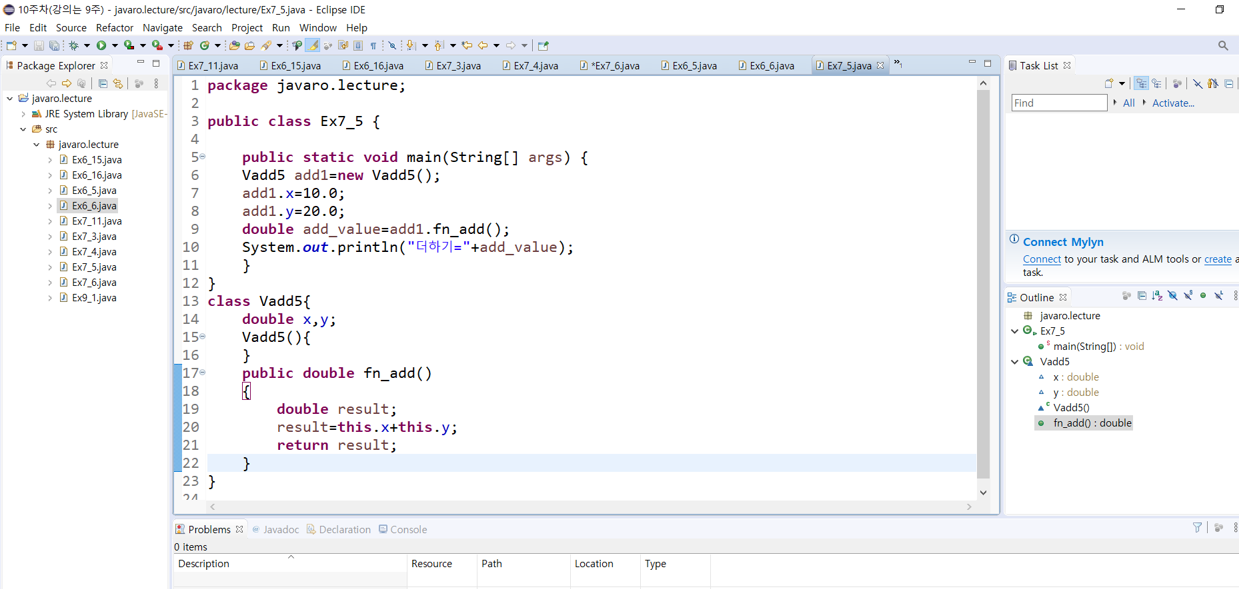 10주차(강의는 9주) - javaro.lecture/src/javaro/lecture/Ex7_5.java - Eclipse IDE
File Edit Source Refactor Navigate Search Project Run Window Help
Package Explorer
javaro.lecture
JRE System Library [JavaSE-
src
javaro.lecture
Ex6_15.java
Ex6_16.java
Ex6_5.java
Ex6_6.java
Ex7_11.java
Ex7_3.java
Ex7_4.java
Ex7_5.java
Ex7_6.java
Ex9_1.java
Ex7_11.java Ex6_15.java Ex6_16.java Ex7_3.java Ex7_4.java *Ex7_6.java Ex6_5.java Ex6_6.java Ex7_5.java
1 package javaro.lecture;
2
3 public class Ex7_5 {
4
5 public static void main(String[] args) {
6 Vadd5 add1=new Vadd5();
7 add1.x=10.0;
8 add1.y=20.0;
9 double add_value=add1.fn_add();
10 System.out.println("더하기="+add_value);
11 }
12 }
13 class Vadd5{
14 double x,y;
15 Vadd5(){
16 }
17 public double fn_add()
18 {
19 double result;
20 result=this.x+this.y;
21 return result;
22 }
23 }
24
Task List
Find All Activate...
Connect Mylyn
Connect to your task and ALM tools or create a
task.
Outline
javaro.lecture
Ex7_5
main(String[]) : void
Vadd5
x : double
y : double
Vadd5()
fn_add() : double
Problems Javadoc Declaration Console
0 items
Description Resource Path Location Type